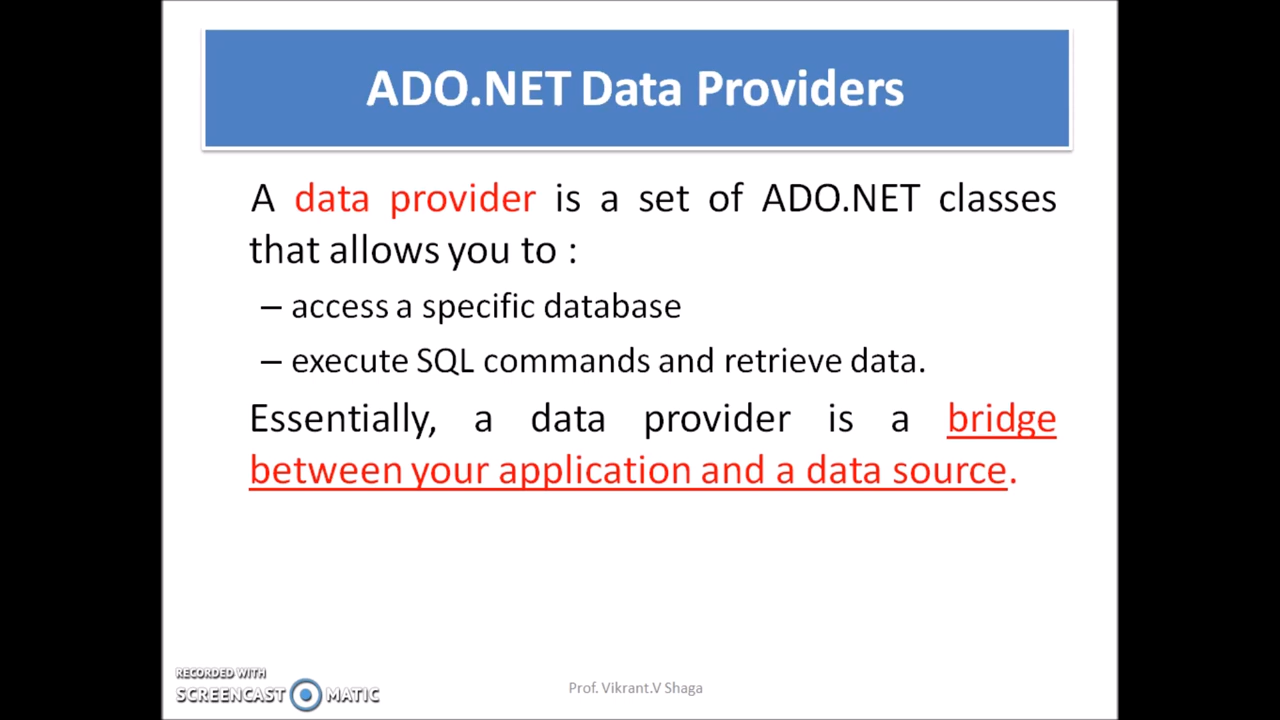 ADO.NET Data Providers
A data provider is a set of ADO.NET classes
that allows you to :
– access a specific database
– execute SQL commands and retrieve data.
Essentially, a data provider is a bridge
between your application and a data source.
RECORDED WITH
SCREENCAST MATIC
Prof. Vikrant.V Shaga